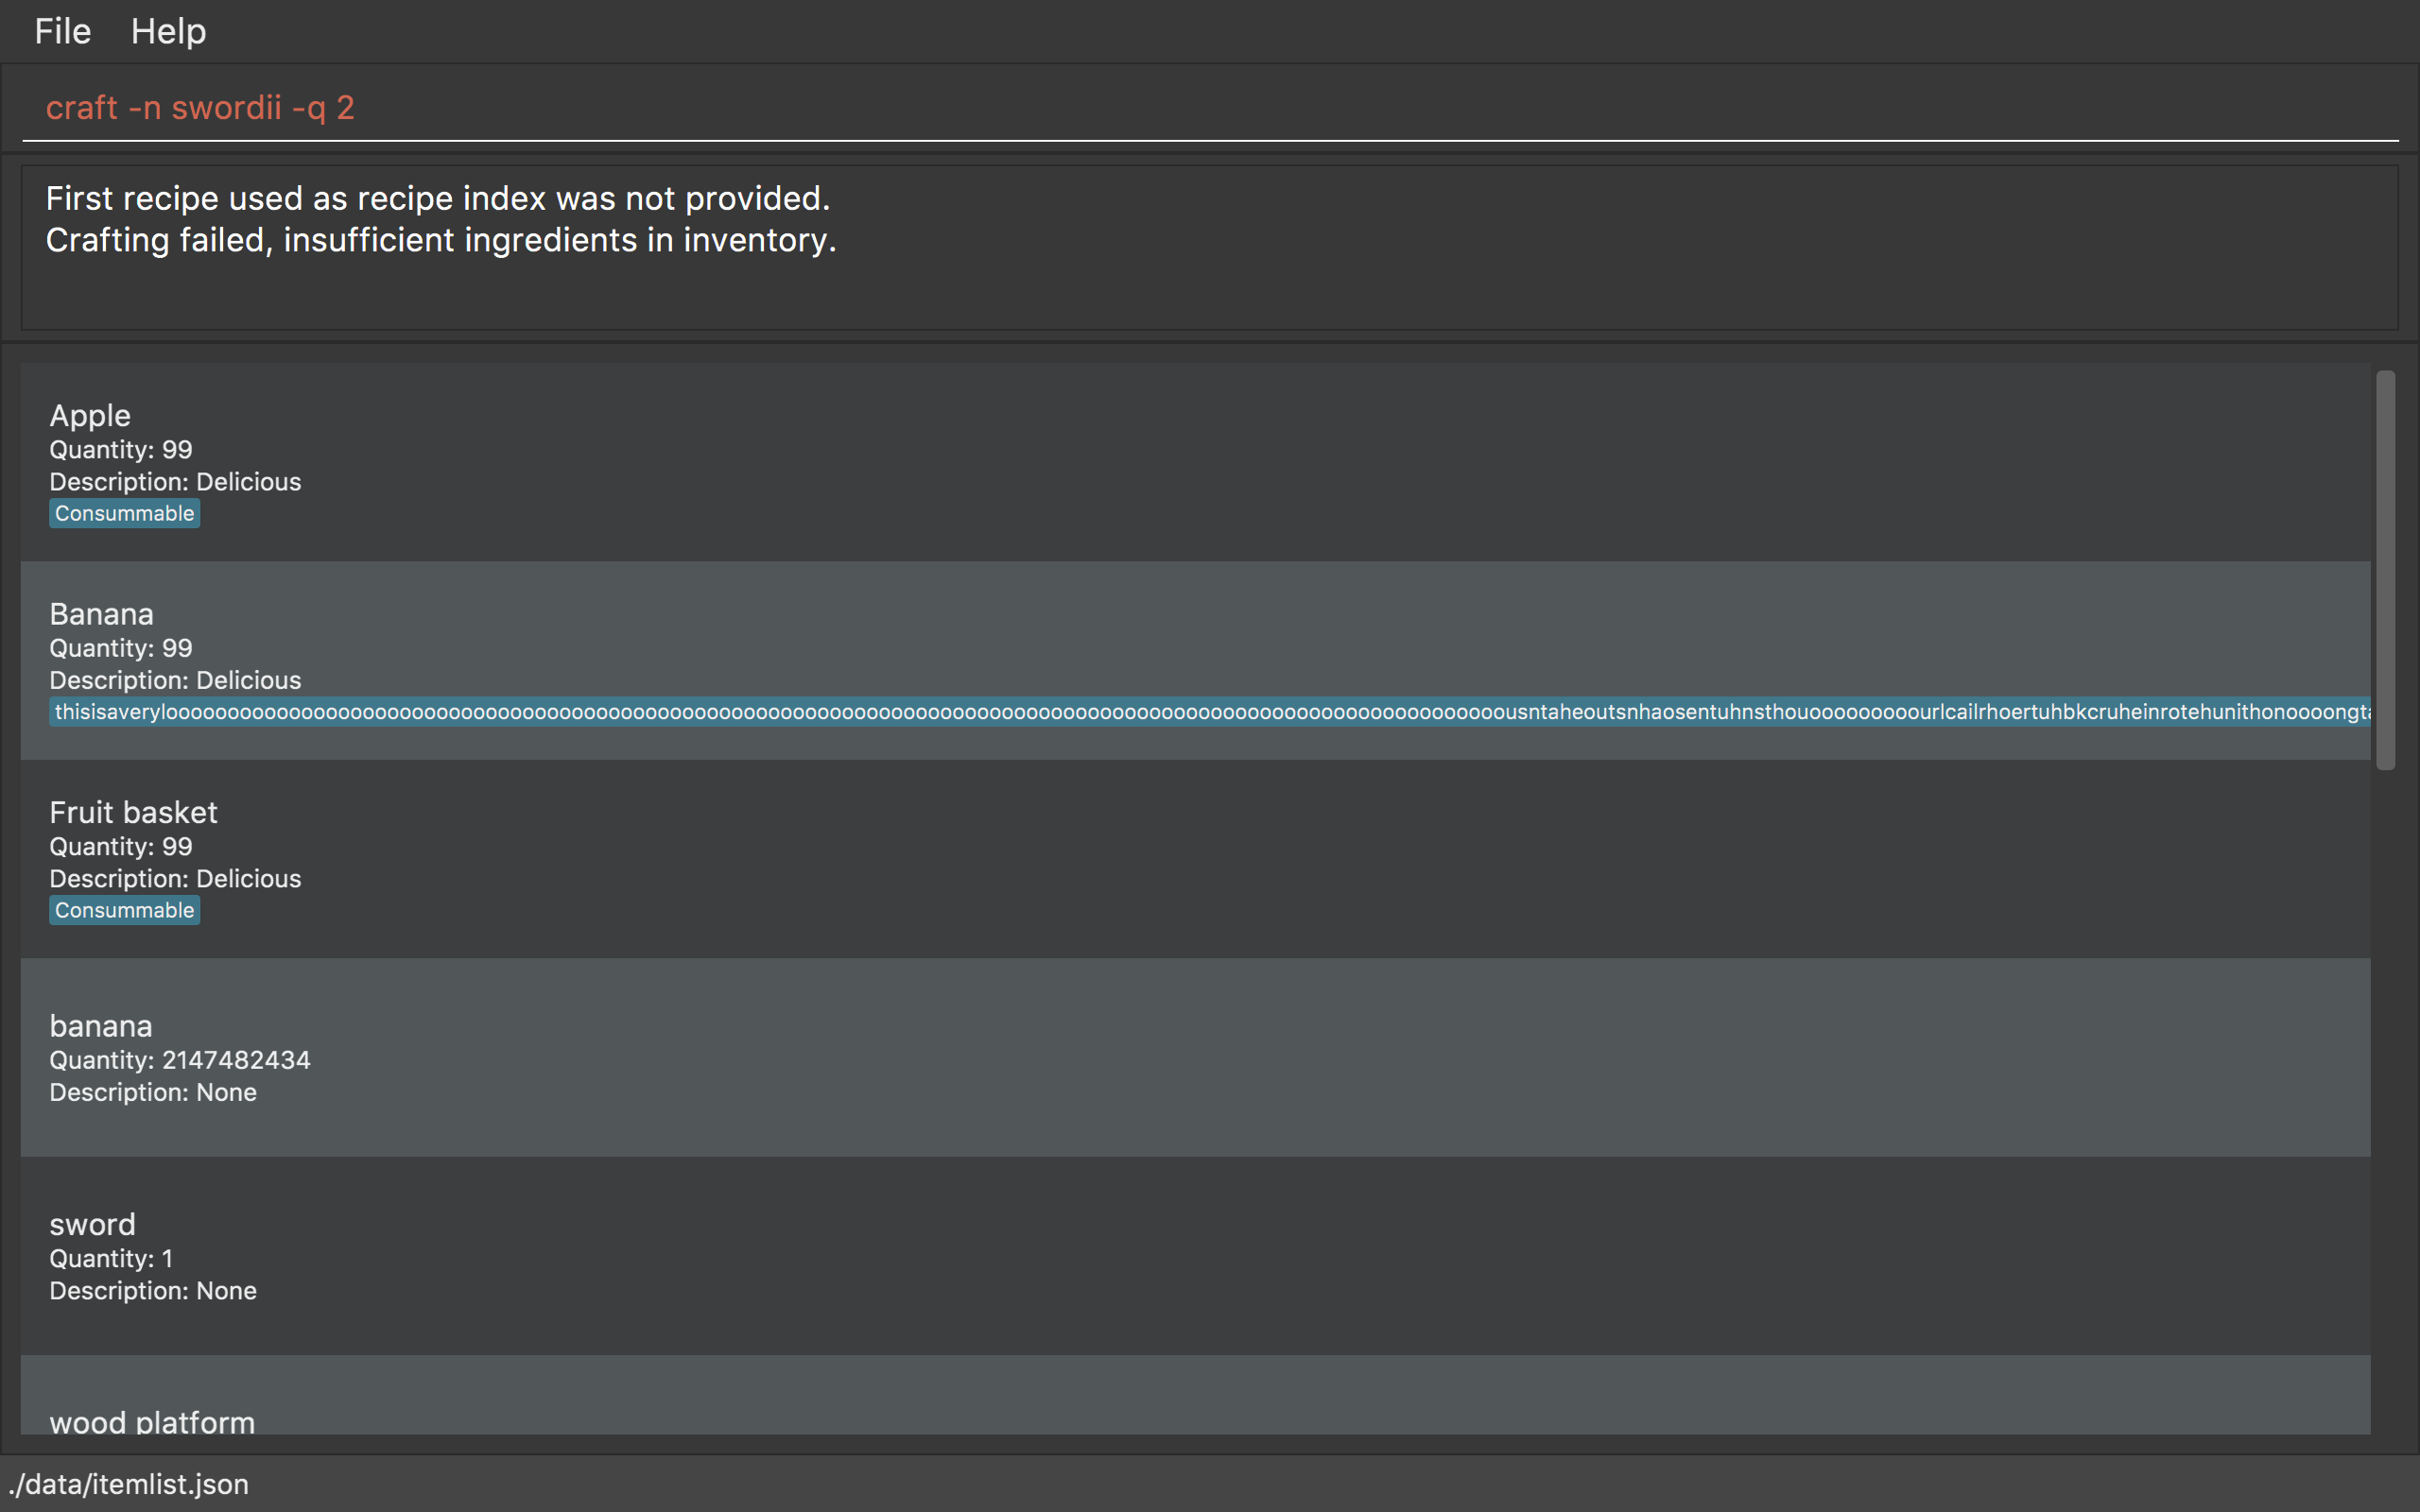 File Help
craft -n swordii -q 2
First recipe used as recipe index was not provided.
Crafting failed, insufficient ingredients in inventory.
Apple
Quantity: 99
Description: Delicious
Consummable
Banana
Quantity: 99
Description: Delicious
Fruit basket
Quantity: 99
Description: Delicious
Consummable
banana
Quantity: 2147482434
Description: None
sword
Quantity: 1
Description: None
wood platform
./data/itemlist.json